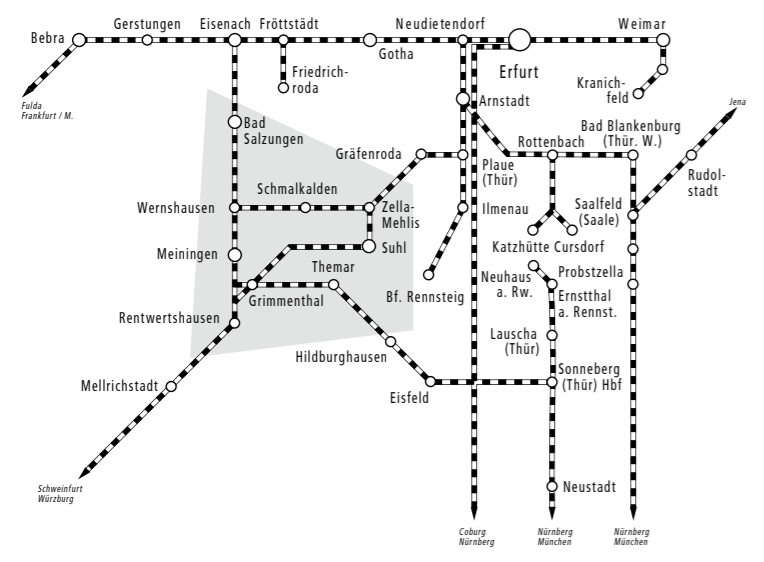 Gerstungen
Eisenach
Fröttstädt
Neudietendorf
Weimar
Bebra
Gotha
Erfurt
Friedrich-
roda
Kranich-
feld
Fulda
Frankfurt / M.
Arnstadt
Jena
Bad
Salzungen
Rottenbach
Bad Blankenburg
(Thür. W.)
Gräfenroda
Plaue
(Thür)
Rudol-
stadt
Schmalkalden
Wernshausen
Zella-
Mehlis
Ilmenau
Saalfeld
(Saale)
Meiningen
Suhl
Katzhütte
Cursdorf
Themar
Neuhaus
a. Rw.
Probstzella
Grimmenthal
Bf. Rennsteig
Ernstthal
a. Rennst.
Rentwertshausen
Lauscha
(Thür)
Hildburghausen
Sonneberg
(Thür) Hbf
Mellrichstadt
Eisfeld
Schweinfurt
Würzburg
Neustadt
Coburg
Nürnberg
Nürnberg
München
Nürnberg
München